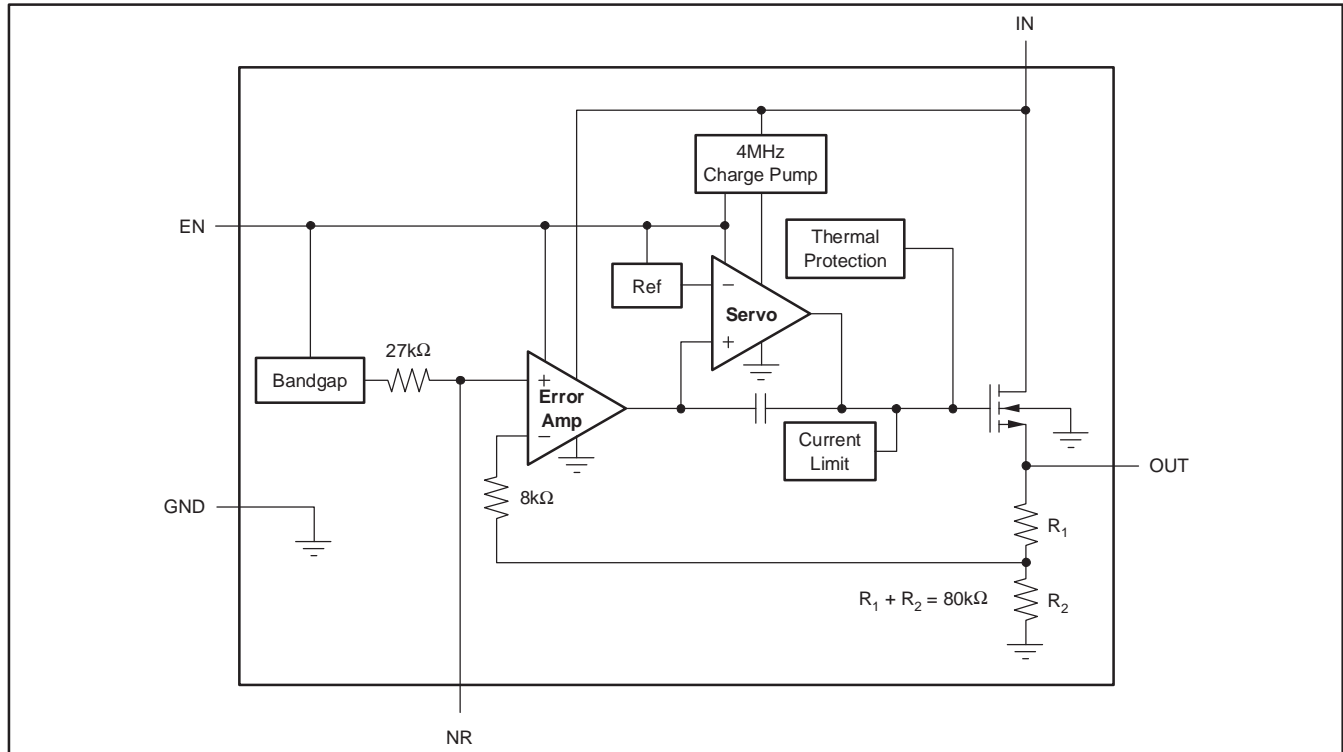 IN
4MHz
Charge Pump
EN
Thermal
Protection
Ref
−
Servo
+
27kΩ
Bandgap
+
Error
Amp
−
Current
Limit
OUT
8kΩ
GND
R1
R1 + R2 = 80kΩ
R2
NR